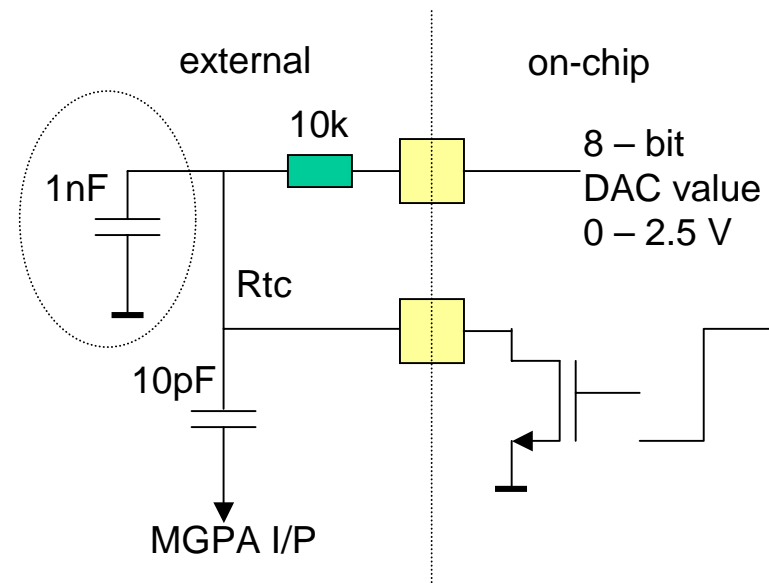 external
on-chip
10k
8 – bit
DAC value
0 – 2.5 V
1nF
Rtc
10pF
MGPA I/P